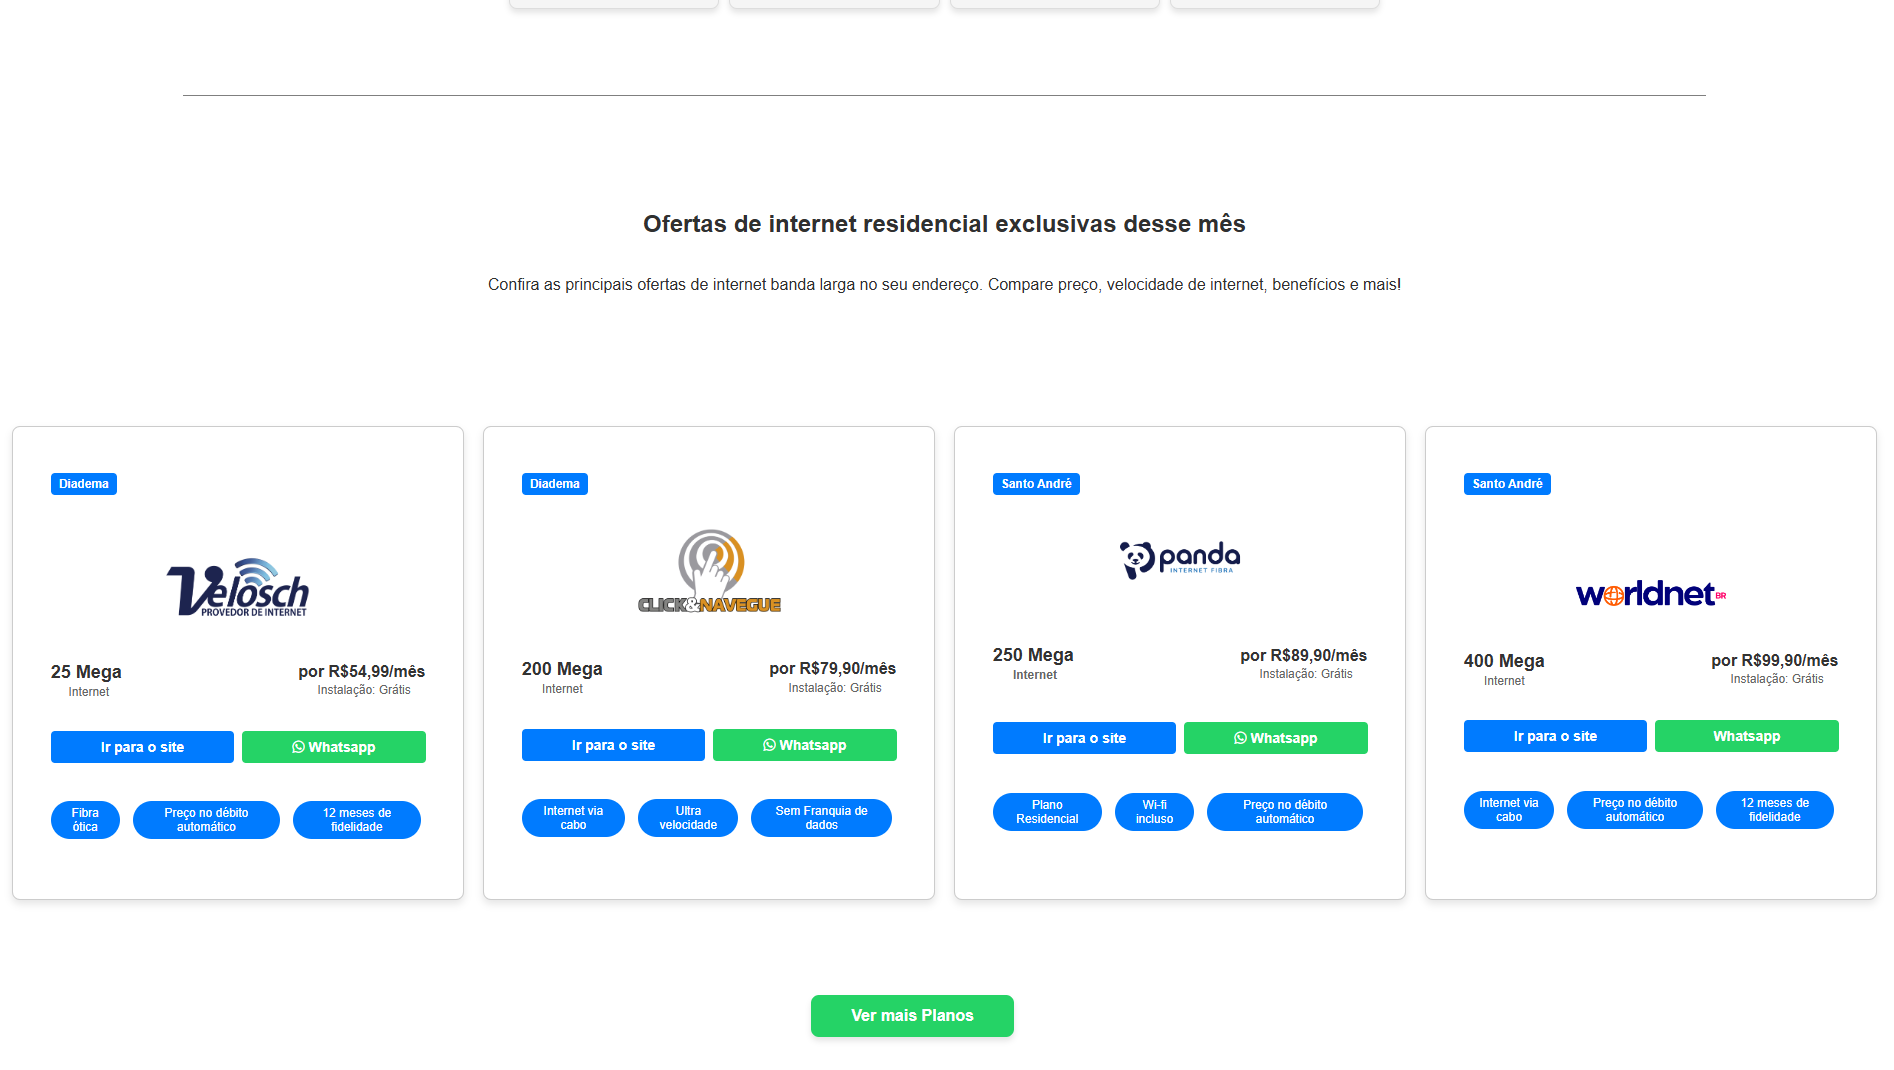 Ofertas de internet residencial exclusivas desse mês
Confira as principais ofertas de internet banda larga no seu endereço. Compare preço, velocidade de internet, benefícios e mais!
Diadema
Velosch
PROVEDOR DE INTERNET
25 Mega
Internet
por R$54,99/mês
Instalação: Grátis
Ir para o site
Whatsapp
Fibra
ótica
Preço no débito
automático
12 meses de
fidelidade
Diadema
CLICK&NAVEGUE
200 Mega
Internet
por R$79,90/mês
Instalação: Grátis
Ir para o site
Whatsapp
Internet via
cabo
Ultra
velocidade
Sem Franquia de
dados
Santo André
panda
INTERNET FIBRA
250 Mega
Internet
por R$89,90/mês
Instalação: Grátis
Ir para o site
Whatsapp
Plano
Residencial
Wi-fi
incluso
Preço no débito
automático
Santo André
worldnet BR
400 Mega
Internet
por R$99,90/mês
Instalação: Grátis
Ir para o site
Whatsapp
Internet via
cabo
Preço no débito
automático
12 meses de
fidelidade
Ver mais Planos